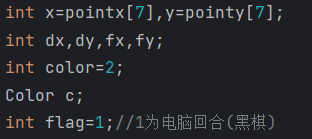 int x=pointx[7],y=pointy[7];
int dx,dy,fx,fy;
int color=2;
Color c;
int flag=1;//1为电脑回合(黑棋)